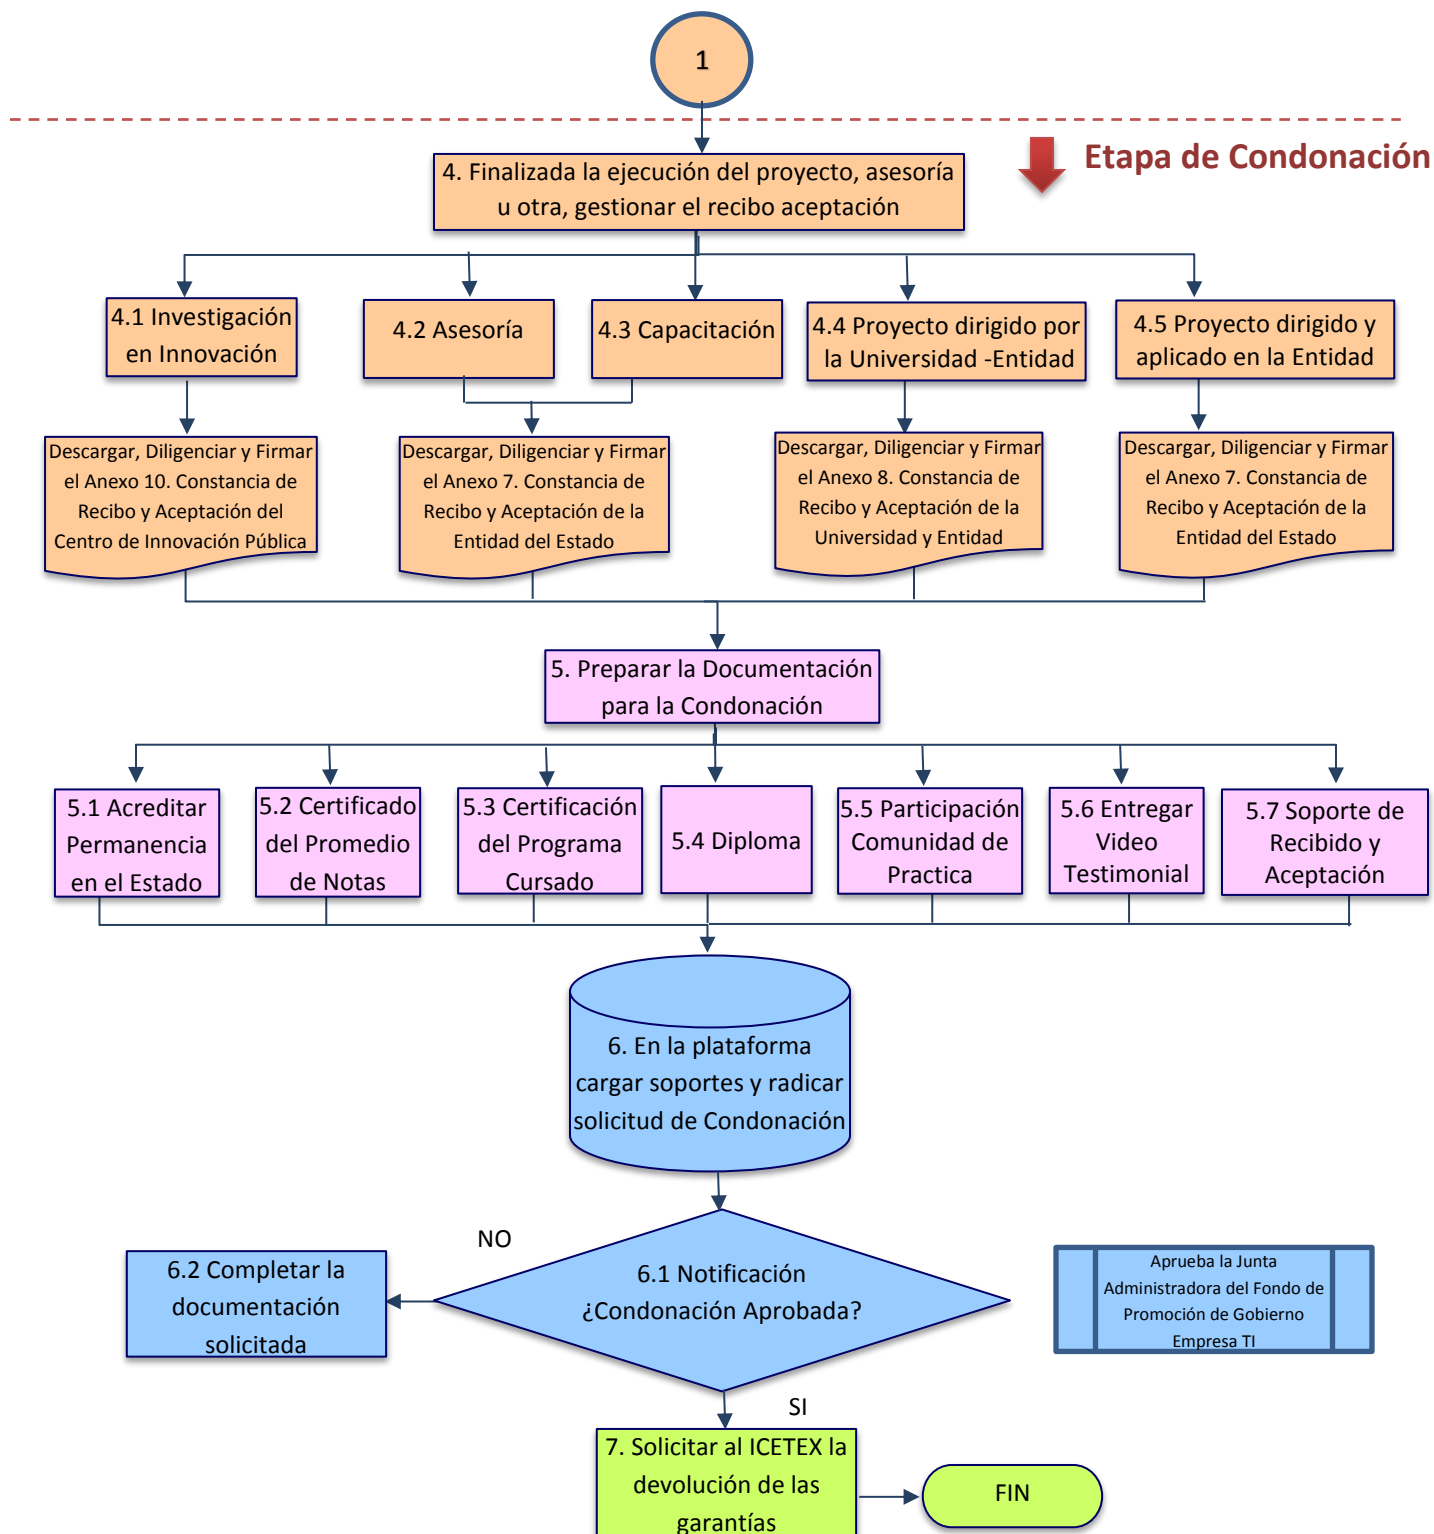 1
Etapa de Condonación
4. Finalizada la ejecución del proyecto, asesoría
u otra, gestionar el recibo aceptación
4.1 Investigación
en Innovación
4.2 Asesoría
4.3 Capacitación
4.4 Proyecto dirigido por
la Universidad -Entidad
4.5 Proyecto dirigido y
aplicado en la Entidad
Descargar, Diligenciar y Firmar
el Anexo 10. Constancia de
Recibo y Aceptación del
Centro de Innovación Pública
Descargar, Diligenciar y Firmar
el Anexo 7. Constancia de
Recibo y Aceptación de la
Entidad del Estado
Descargar, Diligenciar y Firmar
el Anexo 8. Constancia de
Recibo y Aceptación de la
Universidad y Entidad
Descargar, Diligenciar y Firmar
el Anexo 7. Constancia de
Recibo y Aceptación de la
Entidad del Estado
5. Preparar la Documentación
para la Condonación
5.1 Acreditar
Permanencia
en el Estado
5.2 Certificado
del Promedio
de Notas
5.3 Certificación
del Programa
Cursado
5.4 Diploma
5.5 Participación
Comunidad de
Practica
5.6 Entregar
Video
Testimonial
5.7 Soporte de
Recibido y
Aceptación
6. En la plataforma
cargar soportes y radicar
solicitud de Condonación
NO
6.1 Notificación
¿Condonación Aprobada?
6.2 Completar la
documentación
solicitada
Aprueba la Junta
Administradora del Fondo de
Promoción de Gobierno
Empresa TI
SI
7. Solicitar al ICETEX la
devolución de las
garantías
FIN